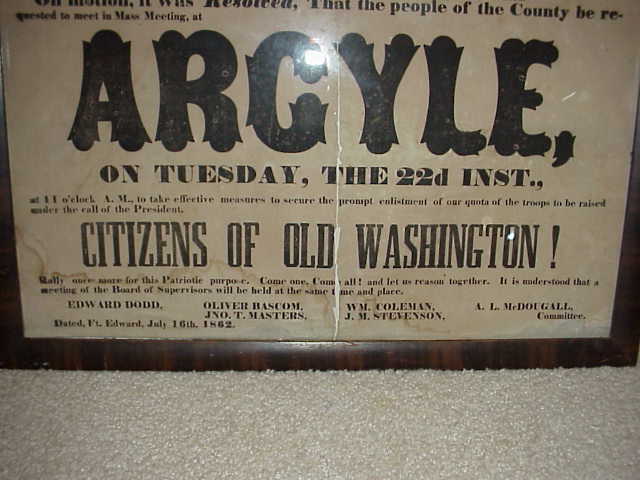 On motion, it was Resolved, That the people of the County be re-
quested to meet in Mass Meeting, at
ARGYLE,
ON TUESDAY, THE 22d INST.,
at 11 o'clock A. M., to take effective measures to secure the prompt enlistment of our quota of the troops to be raised
under the call of the President.
CITIZENS OF OLD WASHINGTON !
Rally once more for this Patriotic purpose. Come one, Come all! and let us reason together. It is understood that a
meeting of the Board of Supervisors will be held at the same time and place.
EDWARD DODD, OLIVER BASCOM, WM. COLEMAN, A. L. McDOUGALL,
JNO. T. MASTERS, J. M. STEVENSON, Committee.
Dated, Ft. Edward, July 16th, 1862.